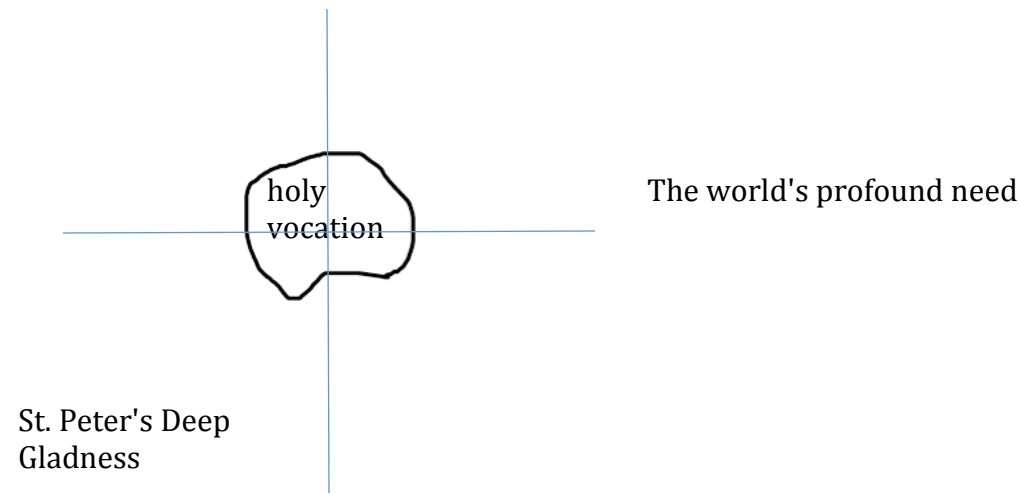 holy
vocation
The world's profound need
St. Peter's Deep
Gladness